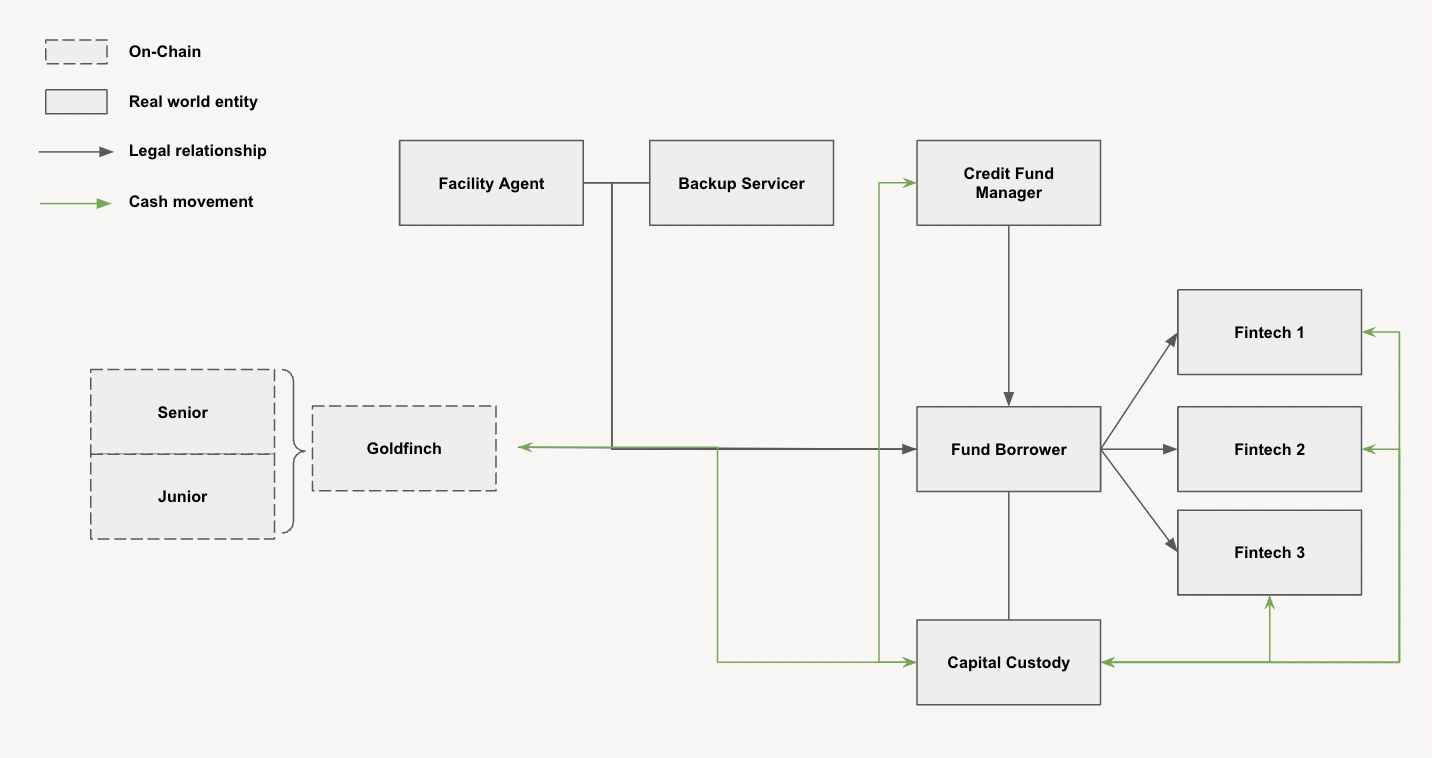 On-Chain
Real world entity
Legal relationship
Cash movement
Facility Agent
Backup Servicer
Credit Fund
Manager
Fintech 1
Senior
Junior
Goldfinch
Fund Borrower
Fintech 2
Fintech 3
Capital Custody